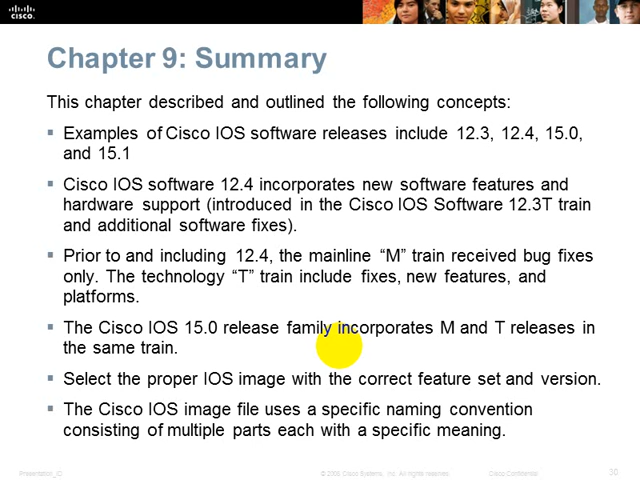 CISCO
Chapter 9: Summary
This chapter described and outlined the following concepts:
Examples of Cisco IOS software releases include 12.3, 12.4, 15.0,
and 15.1
Cisco IOS software 12.4 incorporates new software features and
hardware support (introduced in the Cisco IOS Software 12.3T train
and additional software fixes).
Prior to and including 12.4, the mainline “M” train received bug fixes
only. The technology “T” train include fixes, new features, and
platforms.
The Cisco IOS 15.0 release family incorporates M and T releases in
the same train.
Select the proper IOS image with the correct feature set and version.
The Cisco IOS image file uses a specific naming convention
consisting of multiple parts each with a specific meaning.
Presentation_ID © 2008 Cisco Systems, Inc. All rights reserved. Cisco Confidential 30